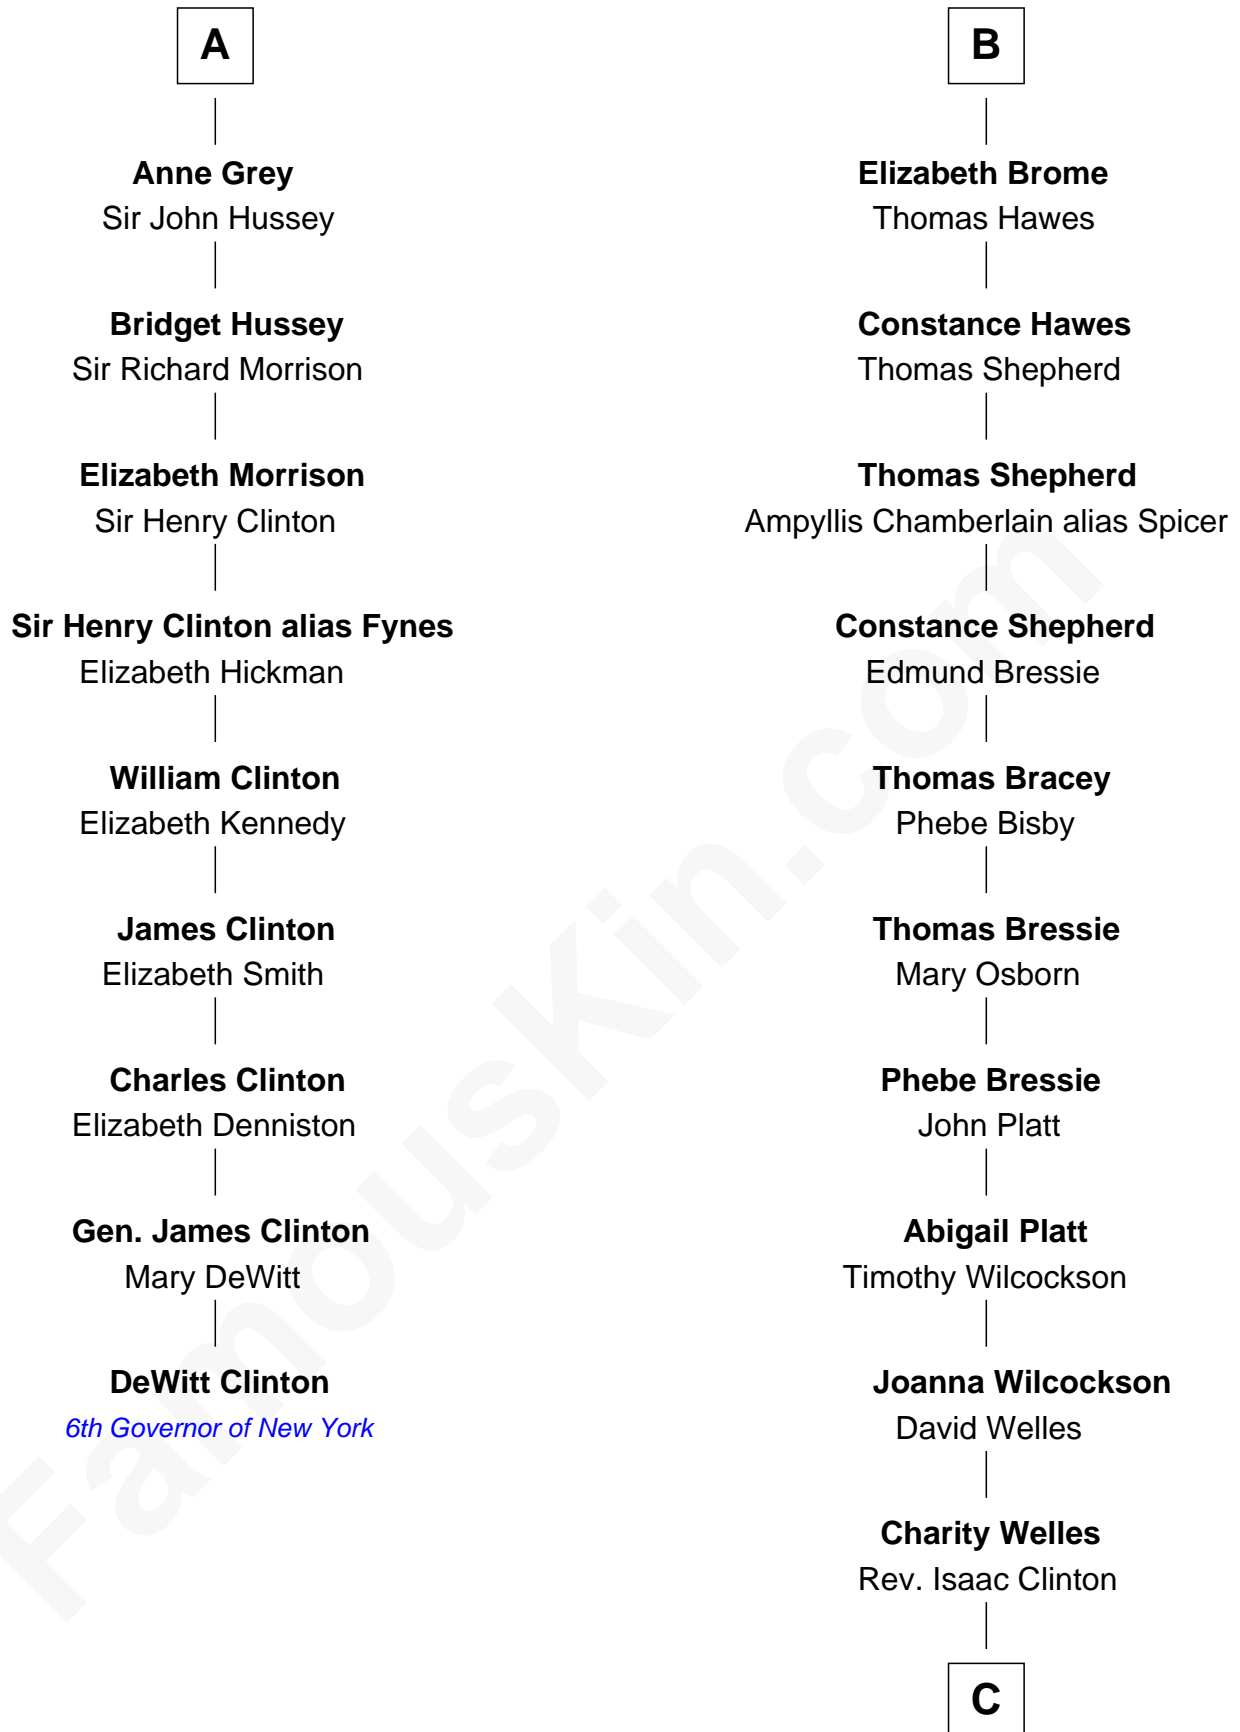 A
Anne Grey
Sir John Hussey
Bridget Hussey
Sir Richard Morrison
Elizabeth Morrison
Sir Henry Clinton
Sir Henry Clinton alias Fynes
Elizabeth Hickman
William Clinton
Elizabeth Kennedy
James Clinton
Elizabeth Smith
Charles Clinton
Elizabeth Denniston
Gen. James Clinton
Mary DeWitt
DeWitt Clinton
6th Governor of New York
B
Elizabeth Brome
Thomas Hawes
Constance Hawes
Thomas Shepherd
Thomas Shepherd
Ampyllis Chamberlain alias Spicer
Constance Shepherd
Edmund Bressie
Thomas Bracey
Phebe Bisby
Thomas Bressie
Mary Osborn
Phebe Bressie
John Platt
Abigail Platt
Timothy Wilcockson
Joanna Wilcockson
David Welles
Charity Welles
Rev. Isaac Clinton
C
FamousKin.com